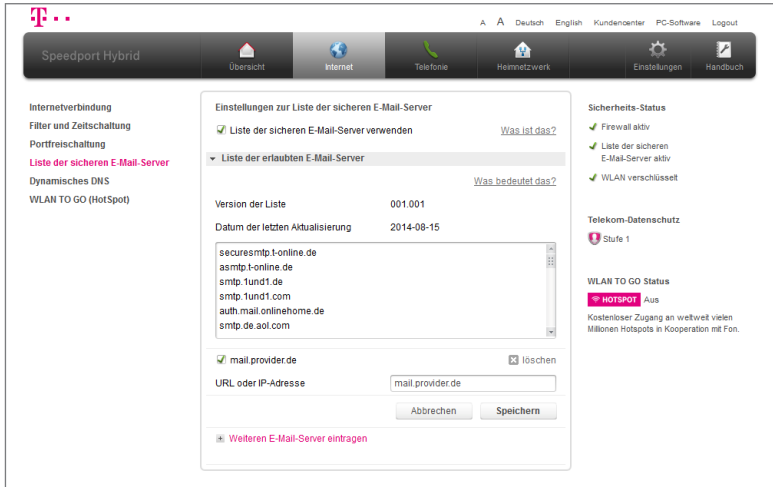 T
A A Deutsch English Kundencenter PC-Software Logout
Speedport Hybrid
Übersicht
Internet
Telefonie
Heimnetzwerk
Einstellungen
Handbuch
Internetverbindung
Filter und Zeitschaltung
Portfreischaltung
Liste der sicheren E-Mail-Server
Dynamisches DNS
WLAN TO GO (HotSpot)
Einstellungen zur Liste der sicheren E-Mail-Server
Liste der sicheren E-Mail-Server verwenden Was ist das?
Liste der erlaubten E-Mail-Server
Was bedeutet das?
Version der Liste 001.001
Datum der letzten Aktualisierung 2014-08-15
securesmtp.t-online.de
asmtp.t-online.de
smtp.1und1.de
smtp.1und1.com
auth.mail.onlinehome.de
smtp.de.aol.com
mail.provider.de löschen
URL oder IP-Adresse mail.provider.de
Abbrechen Speichern
Weiteren E-Mail-Server eintragen
Sicherheits-Status
Firewall aktiv
Liste der sicheren
E-Mail-Server aktiv
WLAN verschlüsselt
Telekom-Datenschutz
Stufe 1
WLAN TO GO Status
HOTSPOT Aus
Kostenloser Zugang an weltweit vielen
Millionen Hotspots in Kooperation mit Fon.